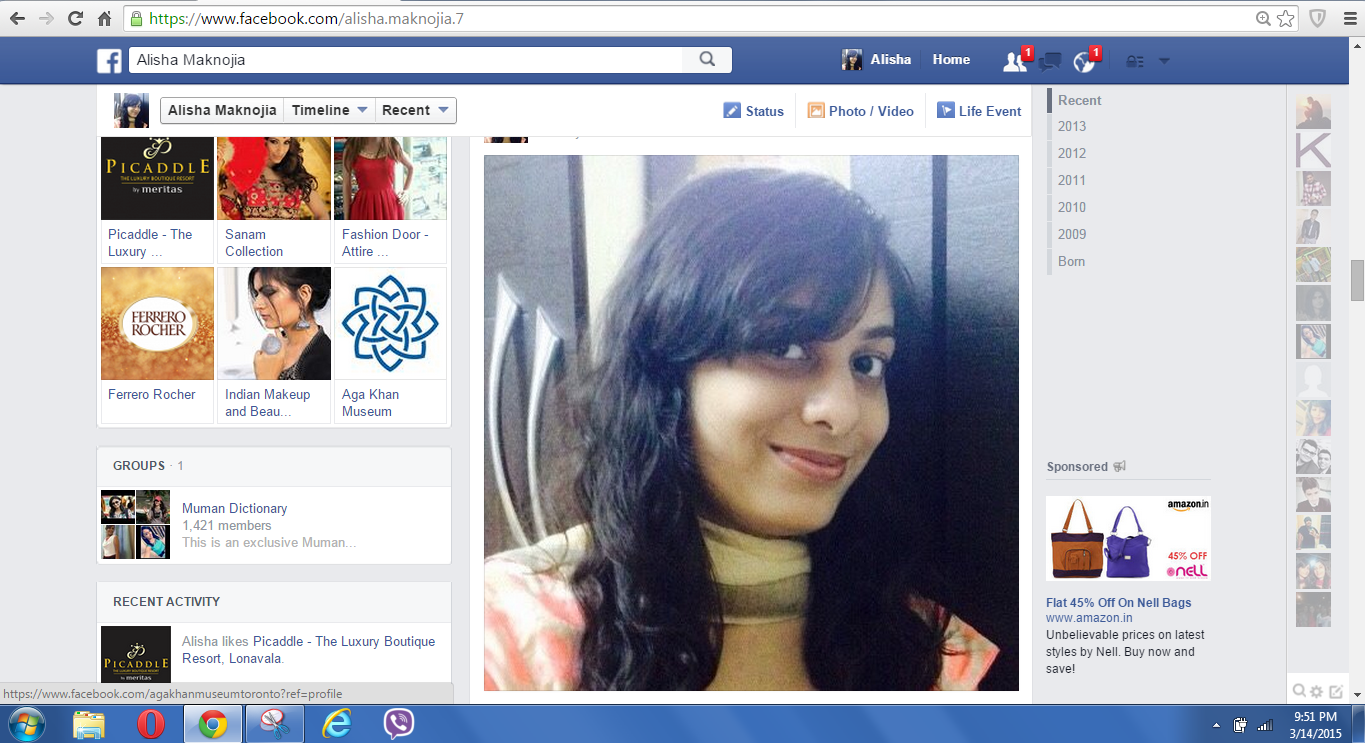 https://www.facebook.com/alisha.maknojia.7
Alisha Maknojia
Alisha
Home
1
1
Alisha Maknojia
Timeline
Recent
Status
Photo / Video
Life Event
PICADDLE
THE LUXURY BOUTIQUE RESORT
by meritas
Picaddle - The
Luxury ...
Sanam
Collection
Fashion Door -
Attire ...
FERRERO
ROCHER
Ferrero Rocher
Indian Makeup
and Beau...
Aga Khan
Museum
GROUPS · 1
Muman Dictionary
1,421 members
This is an exclusive Muman...
RECENT ACTIVITY
PICADDLE
by meritas
Alisha likes Picaddle - The Luxury Boutique
Resort, Lonavala.
https://www.facebook.com/agakhanmuseumtoronto?ref=profile
Recent
2013
2012
2011
2010
2009
Born
K
Sponsored
amazon.in
45% OFF
nell
Flat 45% Off On Nell Bags
www.amazon.in
Unbelievable prices on latest
styles by Nell. Buy now and
save!
9:51 PM
3/14/2015